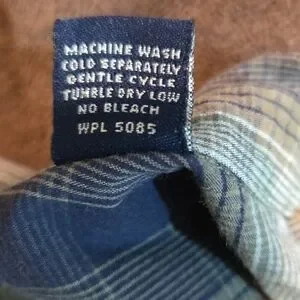 MACHINE WASH
COLD SEPARATELY
GENTLE CYCLE
TUMBLE DRY LOW
NO BLEACH
WPL 5085